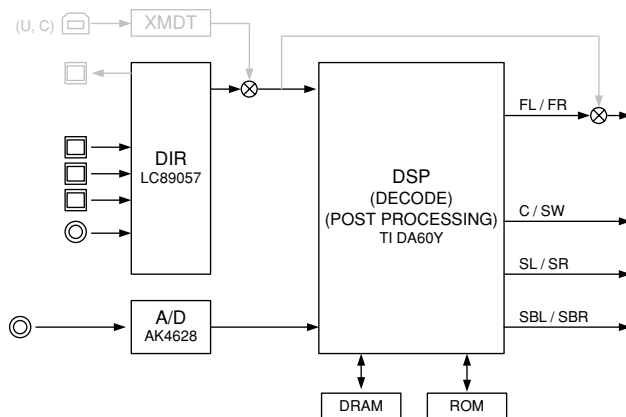 (U, C)
XMDT
DIR
LC89057
FL / FR
DSP
(DECODE)
(POST PROCESSING)
TI DA60Y
C / SW
SL / SR
SBL / SBR
A/D
AK4628
DRAM
ROM